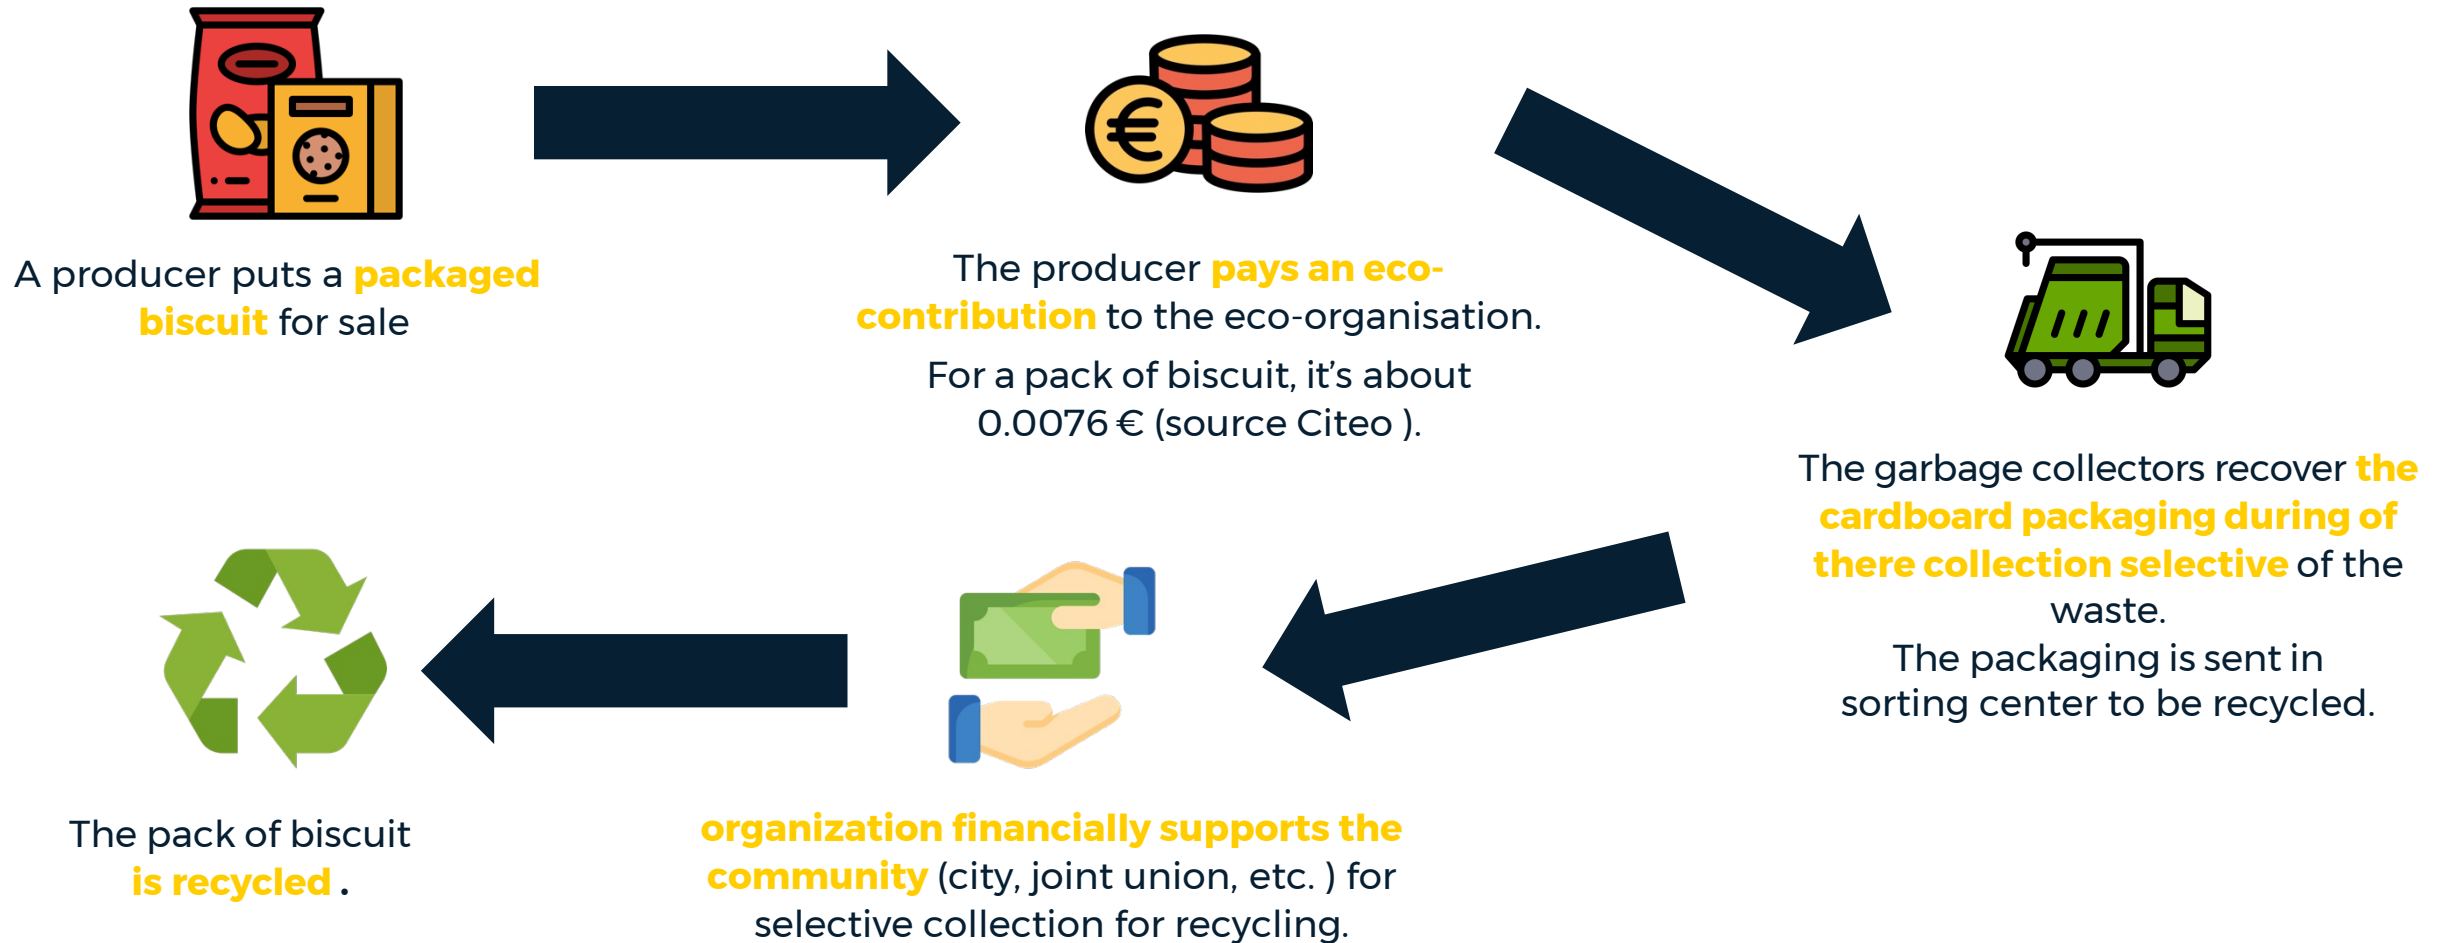 A producer puts a packaged
biscuit for sale
The producer pays an eco-
contribution to the eco-organisation.
For a pack of biscuit, it’s about
0.0076 € (source Citeo ).
The garbage collectors recover the
cardboard packaging during of
there collection selective of the
waste.
The packaging is sent in
sorting center to be recycled.
organization financially supports the
community (city, joint union, etc. ) for
selective collection for recycling.
The pack of biscuit
is recycled .